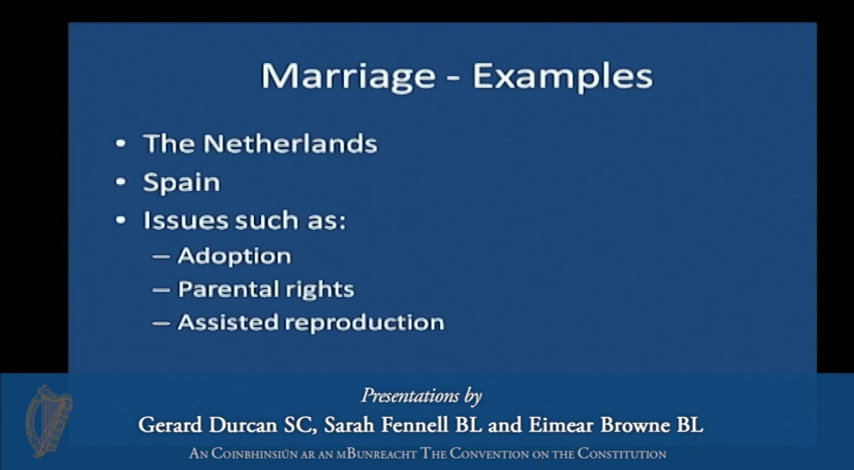 Marriage - Examples
• The Netherlands
• Spain
• Issues such as:
– Adoption
– Parental rights
– Assisted reproduction
Presentations by
Gerard Durcan SC, Sarah Fennell BL and Eimear Browne BL
An Coinbhinsiún ar an mBunreacht The Convention on the Constitution